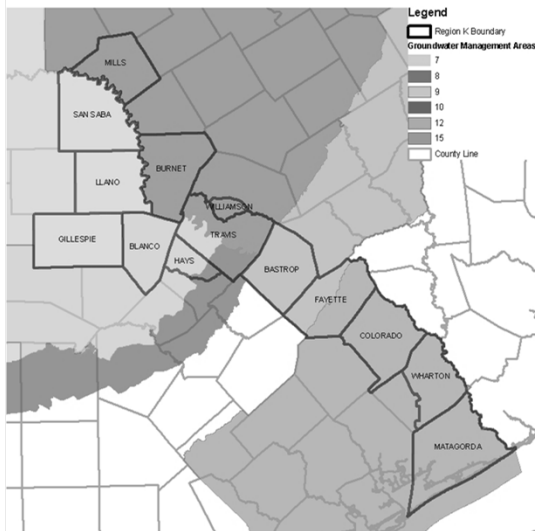 Legend
Region K Boundary
Groundwater Management Areas
7
8
9
10
12
15
County Line
MILLS
SAN SABA
BURNET
LLANO
WILLIAMSON
TRAVIS
GILLESPIE
BLANCO
HAYS
BASTROP
FAYETTE
COLORADO
WHARTON
MATAGORDA